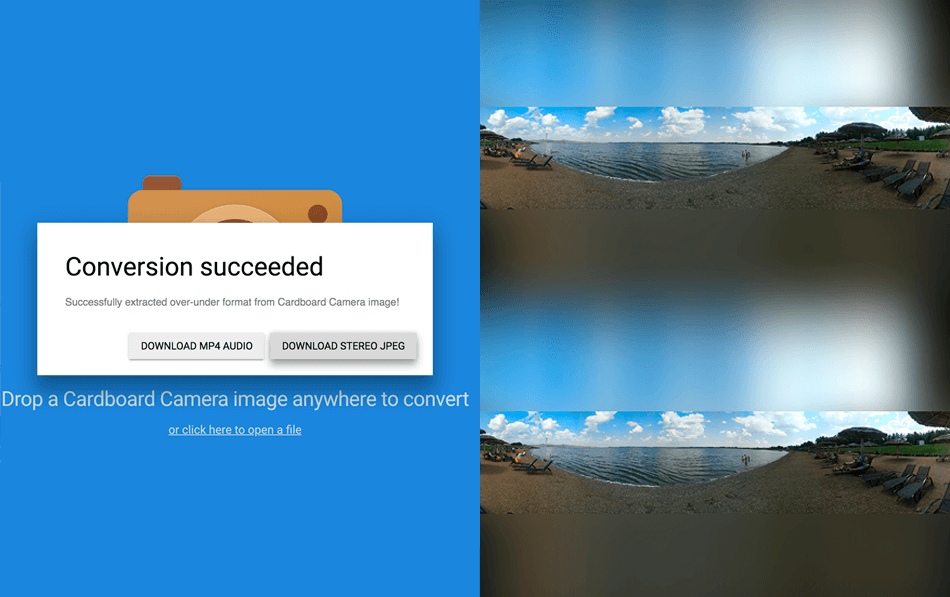 Conversion succeeded
Successfully extracted over-under format from Cardboard Camera image!
DOWNLOAD MP4 AUDIO
DOWNLOAD STEREO JPEG
Drop a Cardboard Camera image anywhere to convert
or click here to open a file